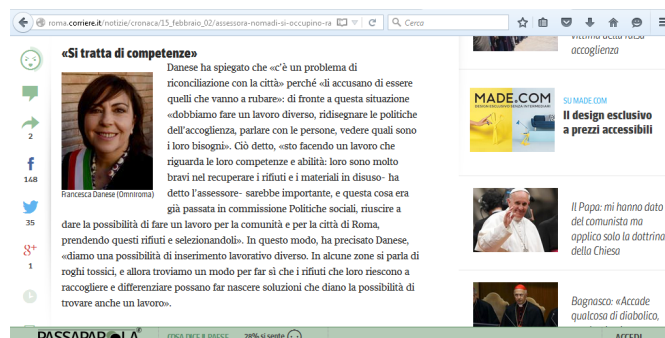 roma.corriere.it/notizie/cronaca/15_febbraio_02/assessora-nomadi-si-occupino-ra
Cerca
«Si tratta di competenze»
Danese ha spiegato che «c'è un problema di
riconciliazione con la città» perché «li accusano di essere
quelli che vanno a rubare»: di fronte a questa situazione
«dobbiamo fare un lavoro diverso, ridisegnare le politiche
dell'accoglienza, parlare con le persone, vedere quali sono
i loro bisogni». Ciò detto, «sto facendo un lavoro che
riguarda le loro competenze e abilità: loro sono molto
bravi nel recuperare i rifiuti e i materiali in disuso- ha
detto l'assessore- sarebbe importante, e questa cosa era
già passata in commissione Politiche sociali, riuscire a
dare la possibilità di fare un lavoro per la comunità e per la città di Roma,
prendendo questi rifiuti e selezionandoli». In questo modo, ha precisato Danese,
«diamo una possibilità di inserimento lavorativo diverso. In alcune zone si parla di
roghi tossici, e allora troviamo un modo per far sì che i rifiuti che loro riescono a
raccogliere e differenziare possano far nascere soluzioni che diano la possibilità di
trovare anche un lavoro».
Francesca Danese (Omniroma)
2
f
148
35
g+
1
vittima della falsa
accoglienza
MADE.COM
SU MADE.COM
Il design esclusivo
a prezzi accessibili
Il Papa: mi hanno dato
del comunista ma
applico solo la dottrina
della Chiesa
Bagnasco: «Accade
qualcosa di diabolico,
PASSAPAROLA
COSA DICE IL PAESE
28% si sente
ACCEDI